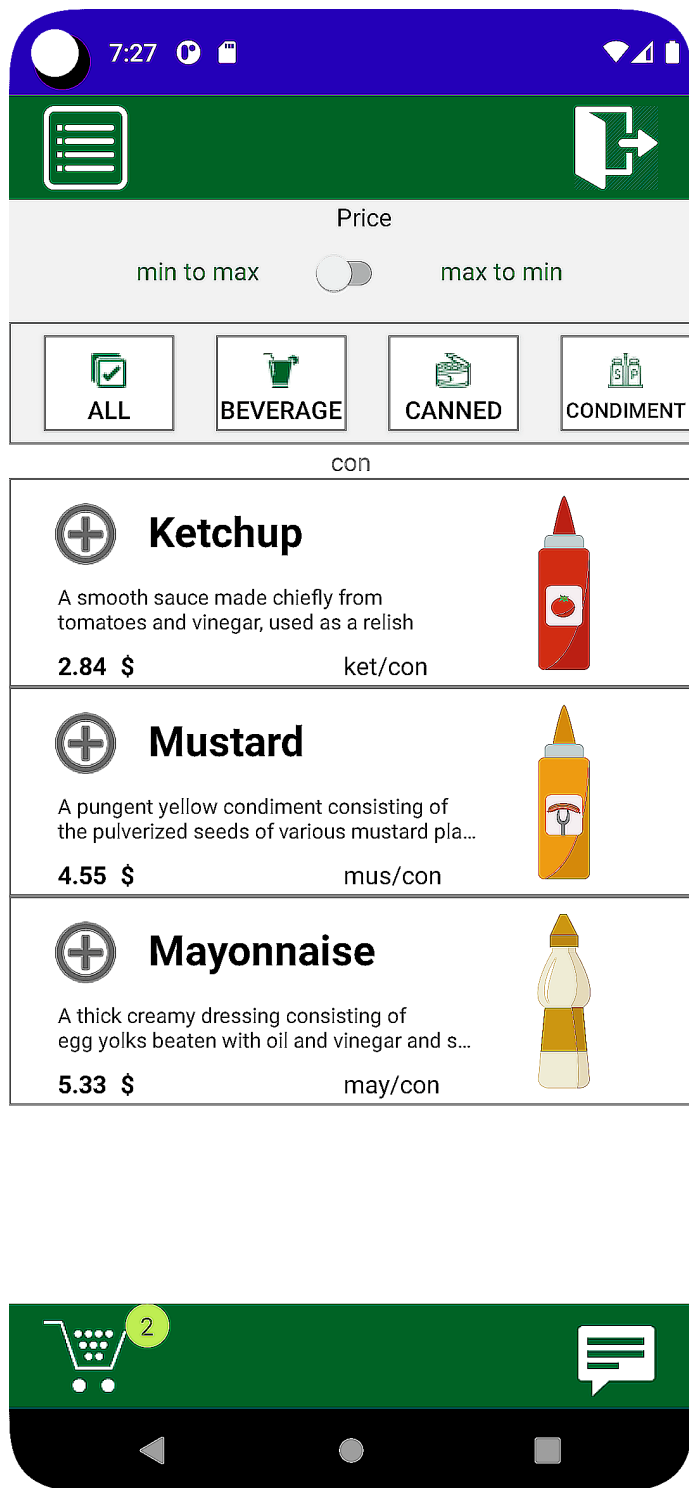 7:27
Price
min to max
max to min
ALL
BEVERAGE
CANNED
S P
CONDIMENT
con
Ketchup
A smooth sauce made chiefly from
tomatoes and vinegar, used as a relish
2.84 $
ket/con
Mustard
A pungent yellow condiment consisting of
the pulverized seeds of various mustard pla...
4.55 $
mus/con
Mayonnaise
A thick creamy dressing consisting of
egg yolks beaten with oil and vinegar and s...
5.33 $
may/con
2